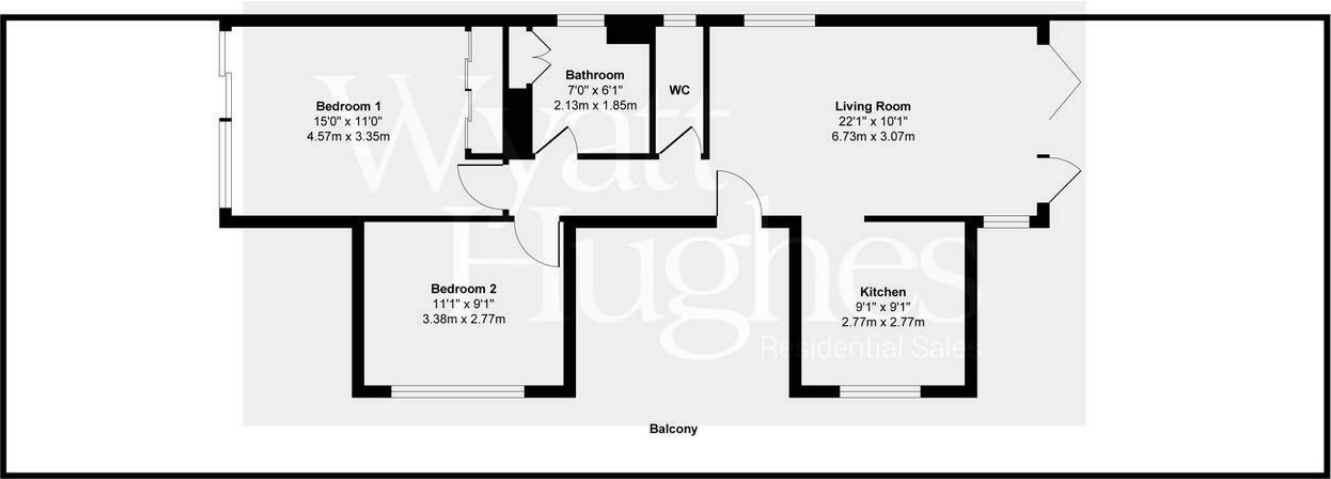 Bedroom 1
15'0" x 11'0"
4.57m x 3.35m
Bathroom
7'0" x 6'1"
2.13m x 1.85m
WC
Living Room
22'1" x 10'1"
6.73m x 3.07m
Bedroom 2
11'1" x 9'1"
3.38m x 2.77m
Kitchen
9'1" x 9'1"
2.77m x 2.77m
Balcony
Wyatt
Hughes
Residential Sales